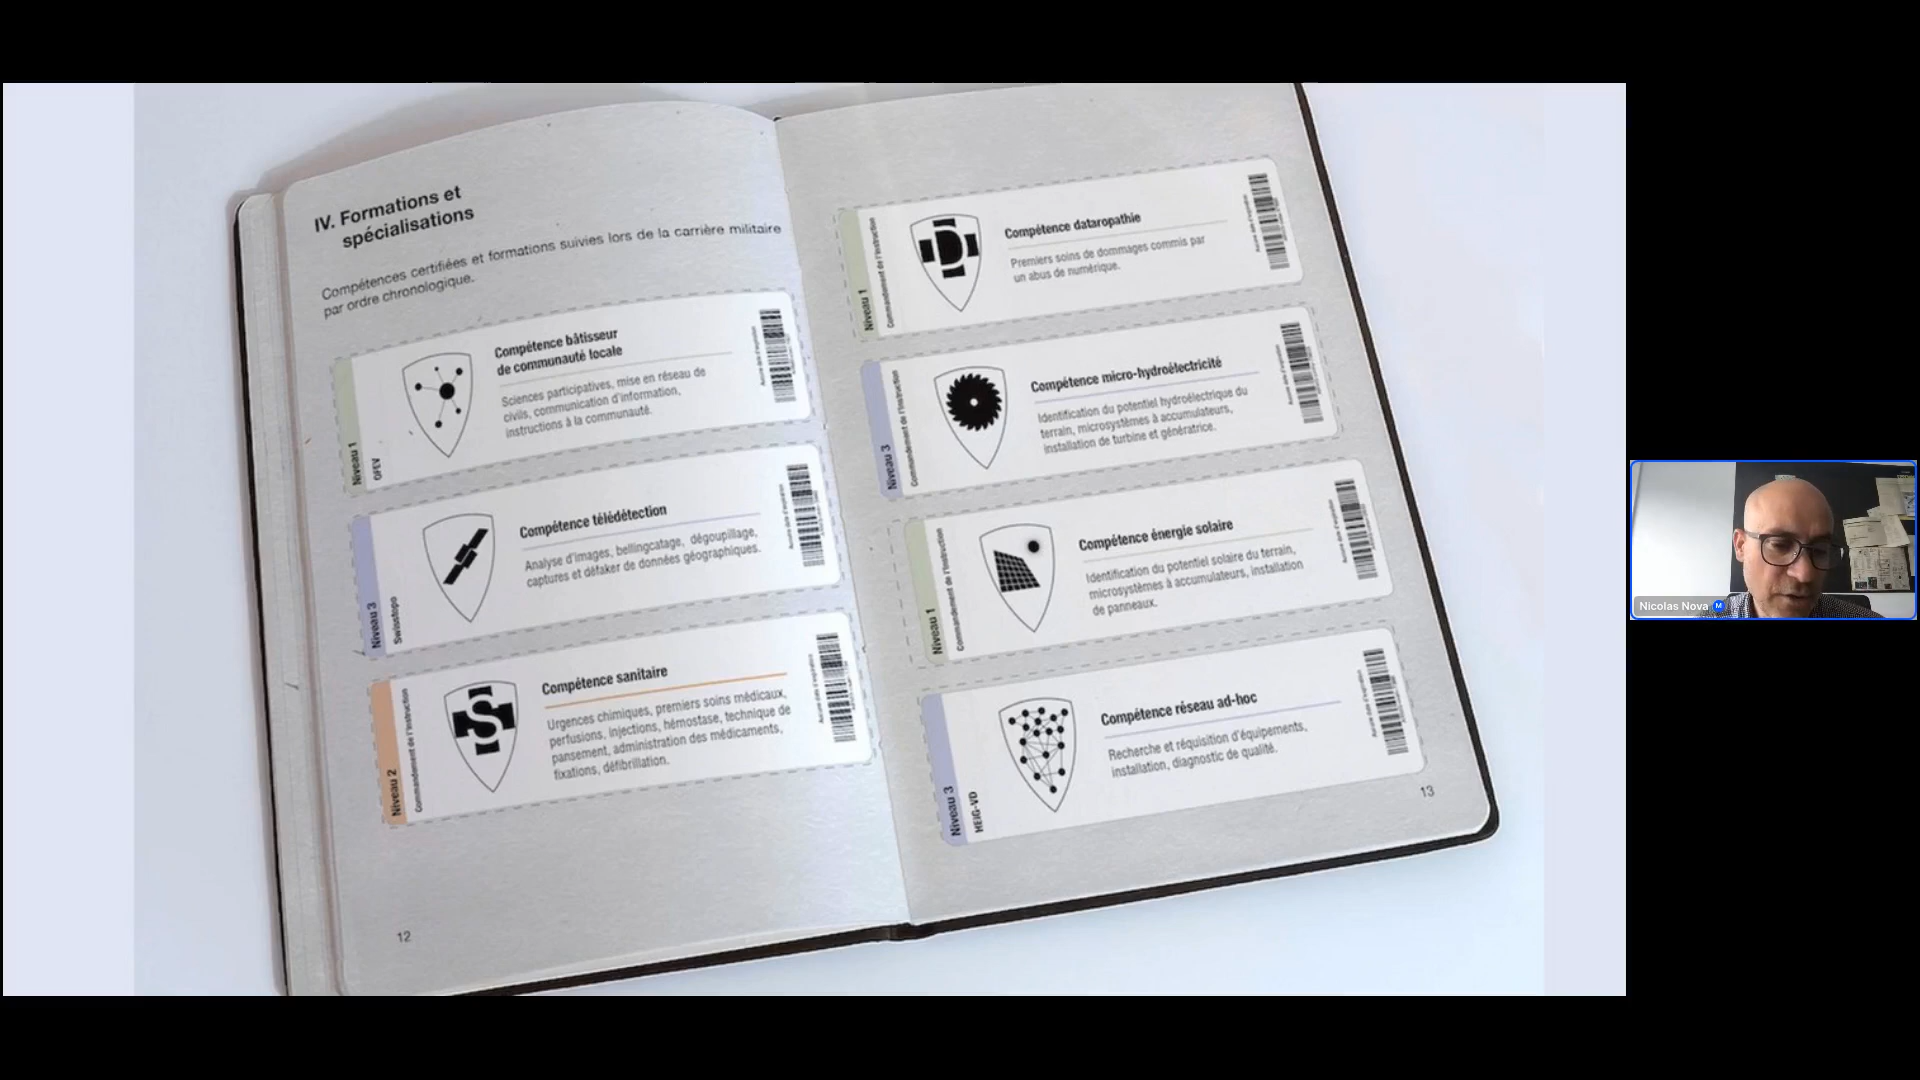 IV. Formations et
spécialisations
Compétences certifiées et formations suivies lors de la carrière militaire
par ordre chronologique.
Niveau 1
OFEV
Compétence bâtisseur
de communauté locale
Sciences participatives, mise en réseau de
civils, communication d'information,
instructions à la communauté.
Niveau 3
Swisstopo
Compétence télédétection
Analyse d'images, bellingcatage, dégoupillage,
captures et défaker de données géographiques.
Niveau 2
Commandement de l'instruction
S
Compétence sanitaire
Urgences chimiques, premiers soins médicaux,
perfusions, injections, hémostase, technique de
pansement, administration des médicaments,
fixations, défibrillation.
12
Niveau 1
Commandement de l'instruction
D
Compétence dataropathie
Premiers soins de dommages commis par
un abus de numérique.
Niveau 3
Commandement de l'instruction
Compétence micro-hydroélectricité
Identification du potentiel hydroélectrique du
terrain, microsystèmes à accumulateurs,
installation de turbine et génératrice.
Niveau 1
Commandement de l'instruction
Compétence énergie solaire
Identification du potentiel solaire du terrain,
microsystèmes à accumulateurs, installation
de panneaux.
Niveau 3
HEIG-VD
Compétence réseau ad-hoc
Recherche et réquisition d'équipements,
installation, diagnostic de qualité.
13
Nicolas Nova